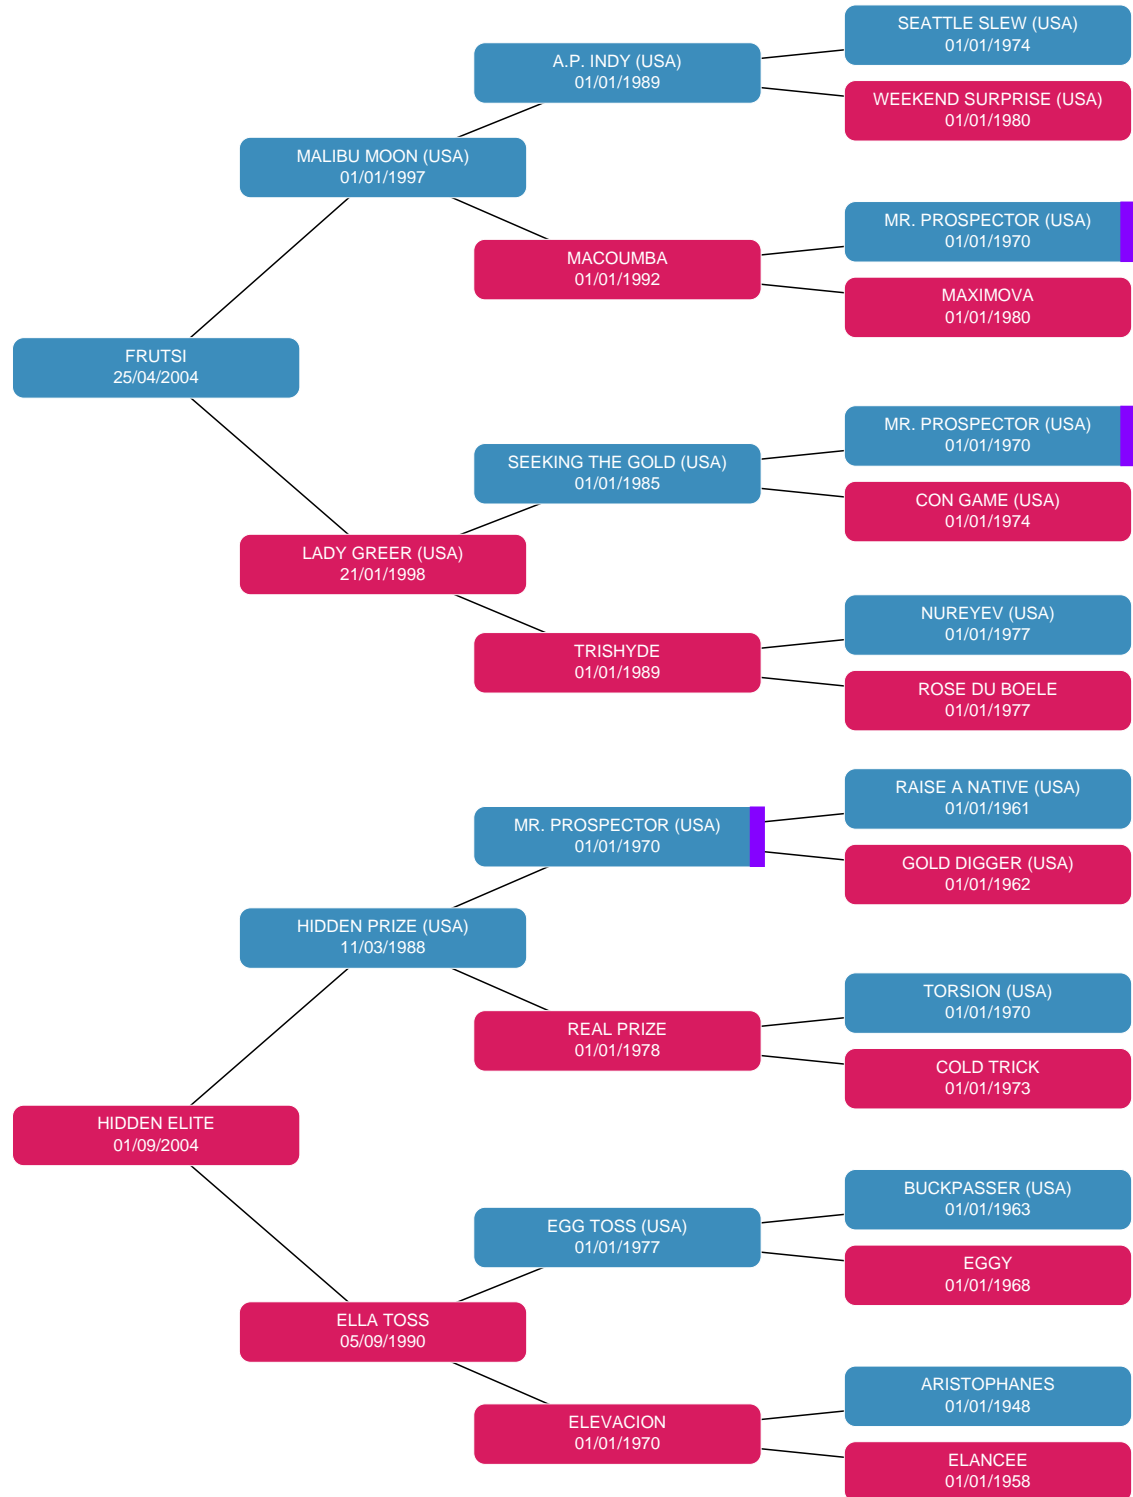 SEATTLE SLEW (USA)
01/01/1974
A.P. INDY (USA)
01/01/1989
WEEKEND SURPRISE (USA)
01/01/1980
MALIBU MOON (USA)
01/01/1997
MR. PROSPECTOR (USA)
01/01/1970
MACOUMBA
01/01/1992
MAXIMOVA
01/01/1980
FRUTSI
25/04/2004
MR. PROSPECTOR (USA)
01/01/1970
SEEKING THE GOLD (USA)
01/01/1985
CON GAME (USA)
01/01/1974
LADY GREER (USA)
21/01/1998
NUREYEV (USA)
01/01/1977
TRISHYDE
01/01/1989
ROSE DU BOELE
01/01/1977
RAISE A NATIVE (USA)
01/01/1961
MR. PROSPECTOR (USA)
01/01/1970
GOLD DIGGER (USA)
01/01/1962
HIDDEN PRIZE (USA)
11/03/1988
TORSION (USA)
01/01/1970
REAL PRIZE
01/01/1978
COLD TRICK
01/01/1973
HIDDEN ELITE
01/09/2004
BUCKPASSER (USA)
01/01/1963
EGG TOSS (USA)
01/01/1977
EGGY
01/01/1968
ELLA TOSS
05/09/1990
ARISTOPHANES
01/01/1948
ELEVACION
01/01/1970
ELANCEE
01/01/1958